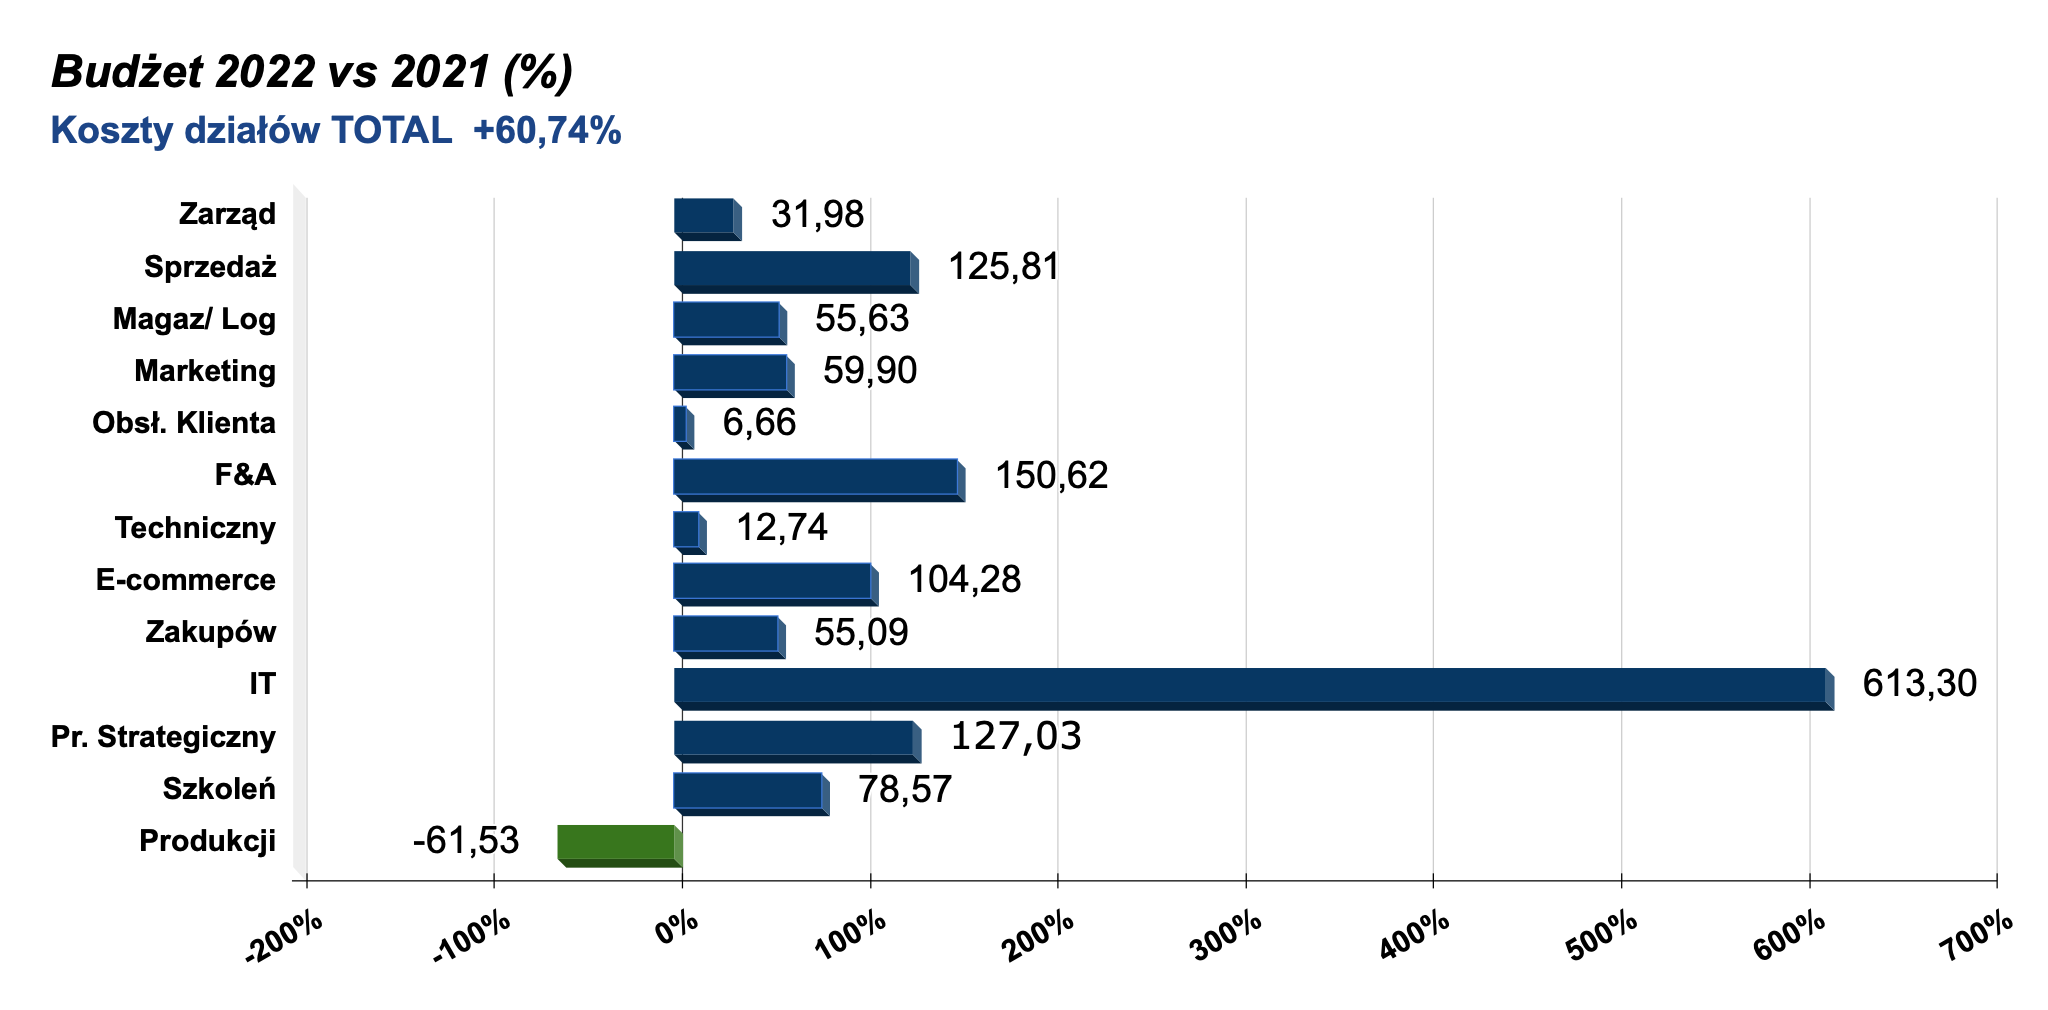 Budżet 2022 vs 2021 (%)
Koszty działów TOTAL +60,74%
Zarząd 31,98
Sprzedaż 125,81
Magaz/ Log 55,63
Marketing 59,90
Obsł. Klienta 6,66
F&A 150,62
Techniczny 12,74
E-commerce 104,28
Zakupów 55,09
IT 613,30
Pr. Strategiczny 127,03
Szkoleń 78,57
Produkcji -61,53
-200% -100% 0% 100% 200% 300% 400% 500% 600% 700%